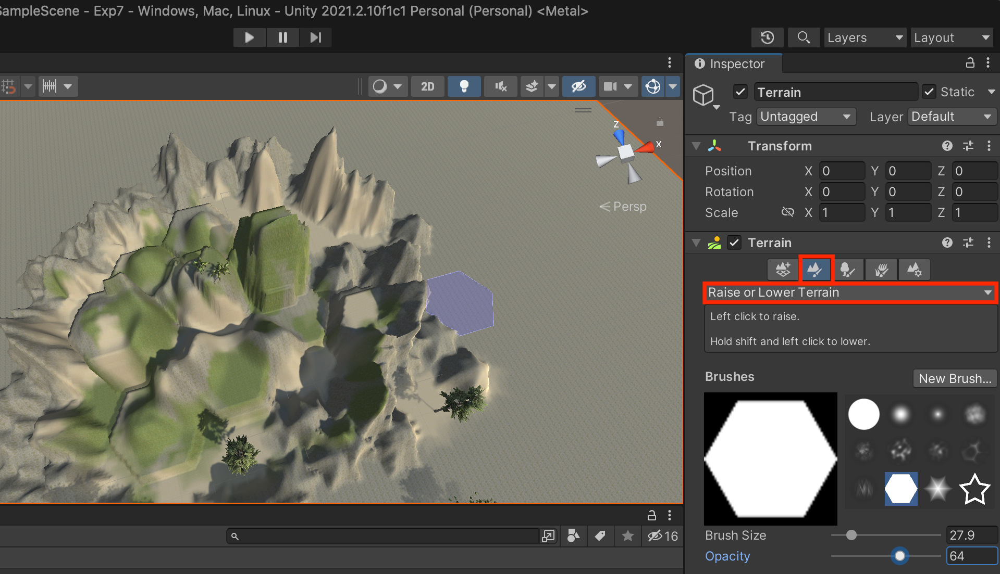 SampleScene - Exp7 - Windows, Mac, Linux - Unity 2021.2.10f1c1 Personal (Personal) <Metal>
Layers
Layout
Inspector
2D
Terrain
Static
Tag Untagged Layer Default
Z
X
Persp
Transform
Position X 0 Y 0 Z 0
Rotation X 0 Y 0 Z 0
Scale X 1 Y 1 Z 1
Terrain
Raise or Lower Terrain
Left click to raise.
Hold shift and left click to lower.
Brushes
New Brush...
16
Brush Size 27.9
Opacity 64